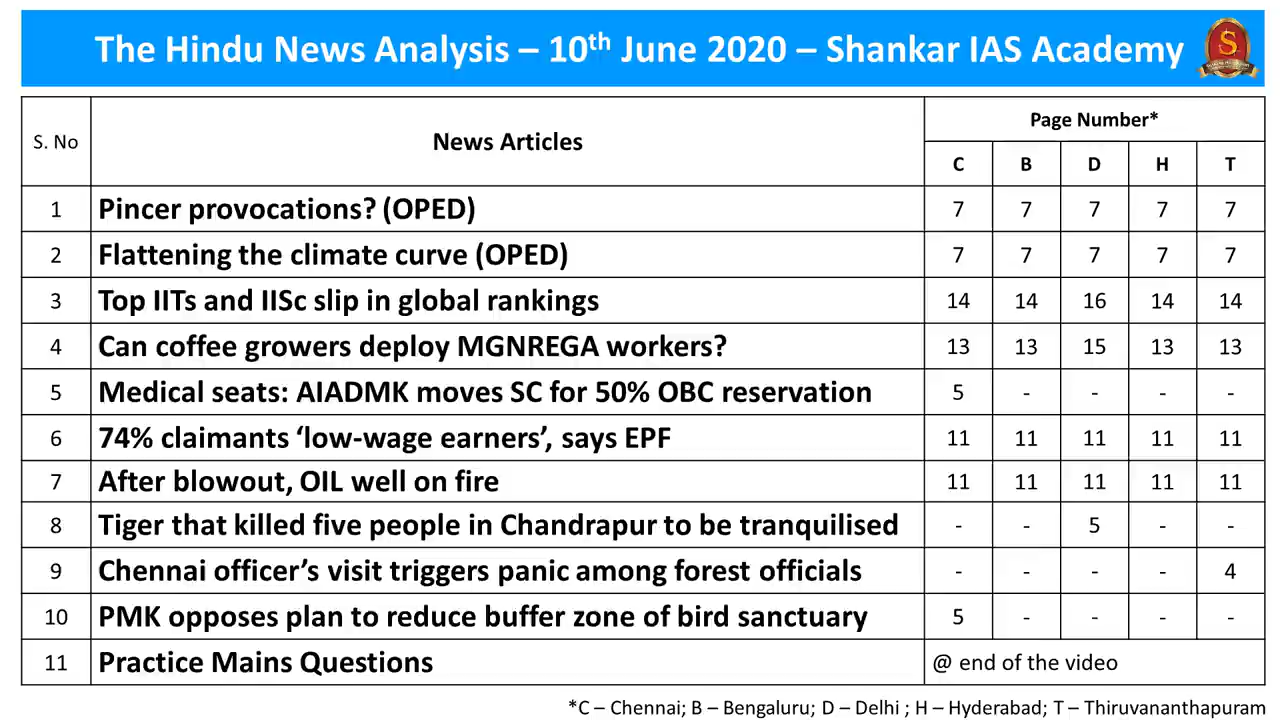 The Hindu News Analysis – 10th June 2020 – Shankar IAS Academy
S. No News Articles Page Number*
C B D H T
1 Pincer provocations? (OPED) 7 7 7 7 7
2 Flattening the climate curve (OPED) 7 7 7 7 7
3 Top IITs and IISc slip in global rankings 14 14 16 14 14
4 Can coffee growers deploy MGNREGA workers? 13 13 15 13 13
5 Medical seats: AIADMK moves SC for 50% OBC reservation 5 - - - -
6 74% claimants ‘low-wage earners’, says EPF 11 11 11 11 11
7 After blowout, OIL well on fire 11 11 11 11 11
8 Tiger that killed five people in Chandrapur to be tranquilised - - 5 - -
9 Chennai officer’s visit triggers panic among forest officials - - - - 4
10 PMK opposes plan to reduce buffer zone of bird sanctuary 5 - - - -
11 Practice Mains Questions @ end of the video
*C – Chennai; B – Bengaluru; D – Delhi ; H – Hyderabad; T – Thiruvananthapuram